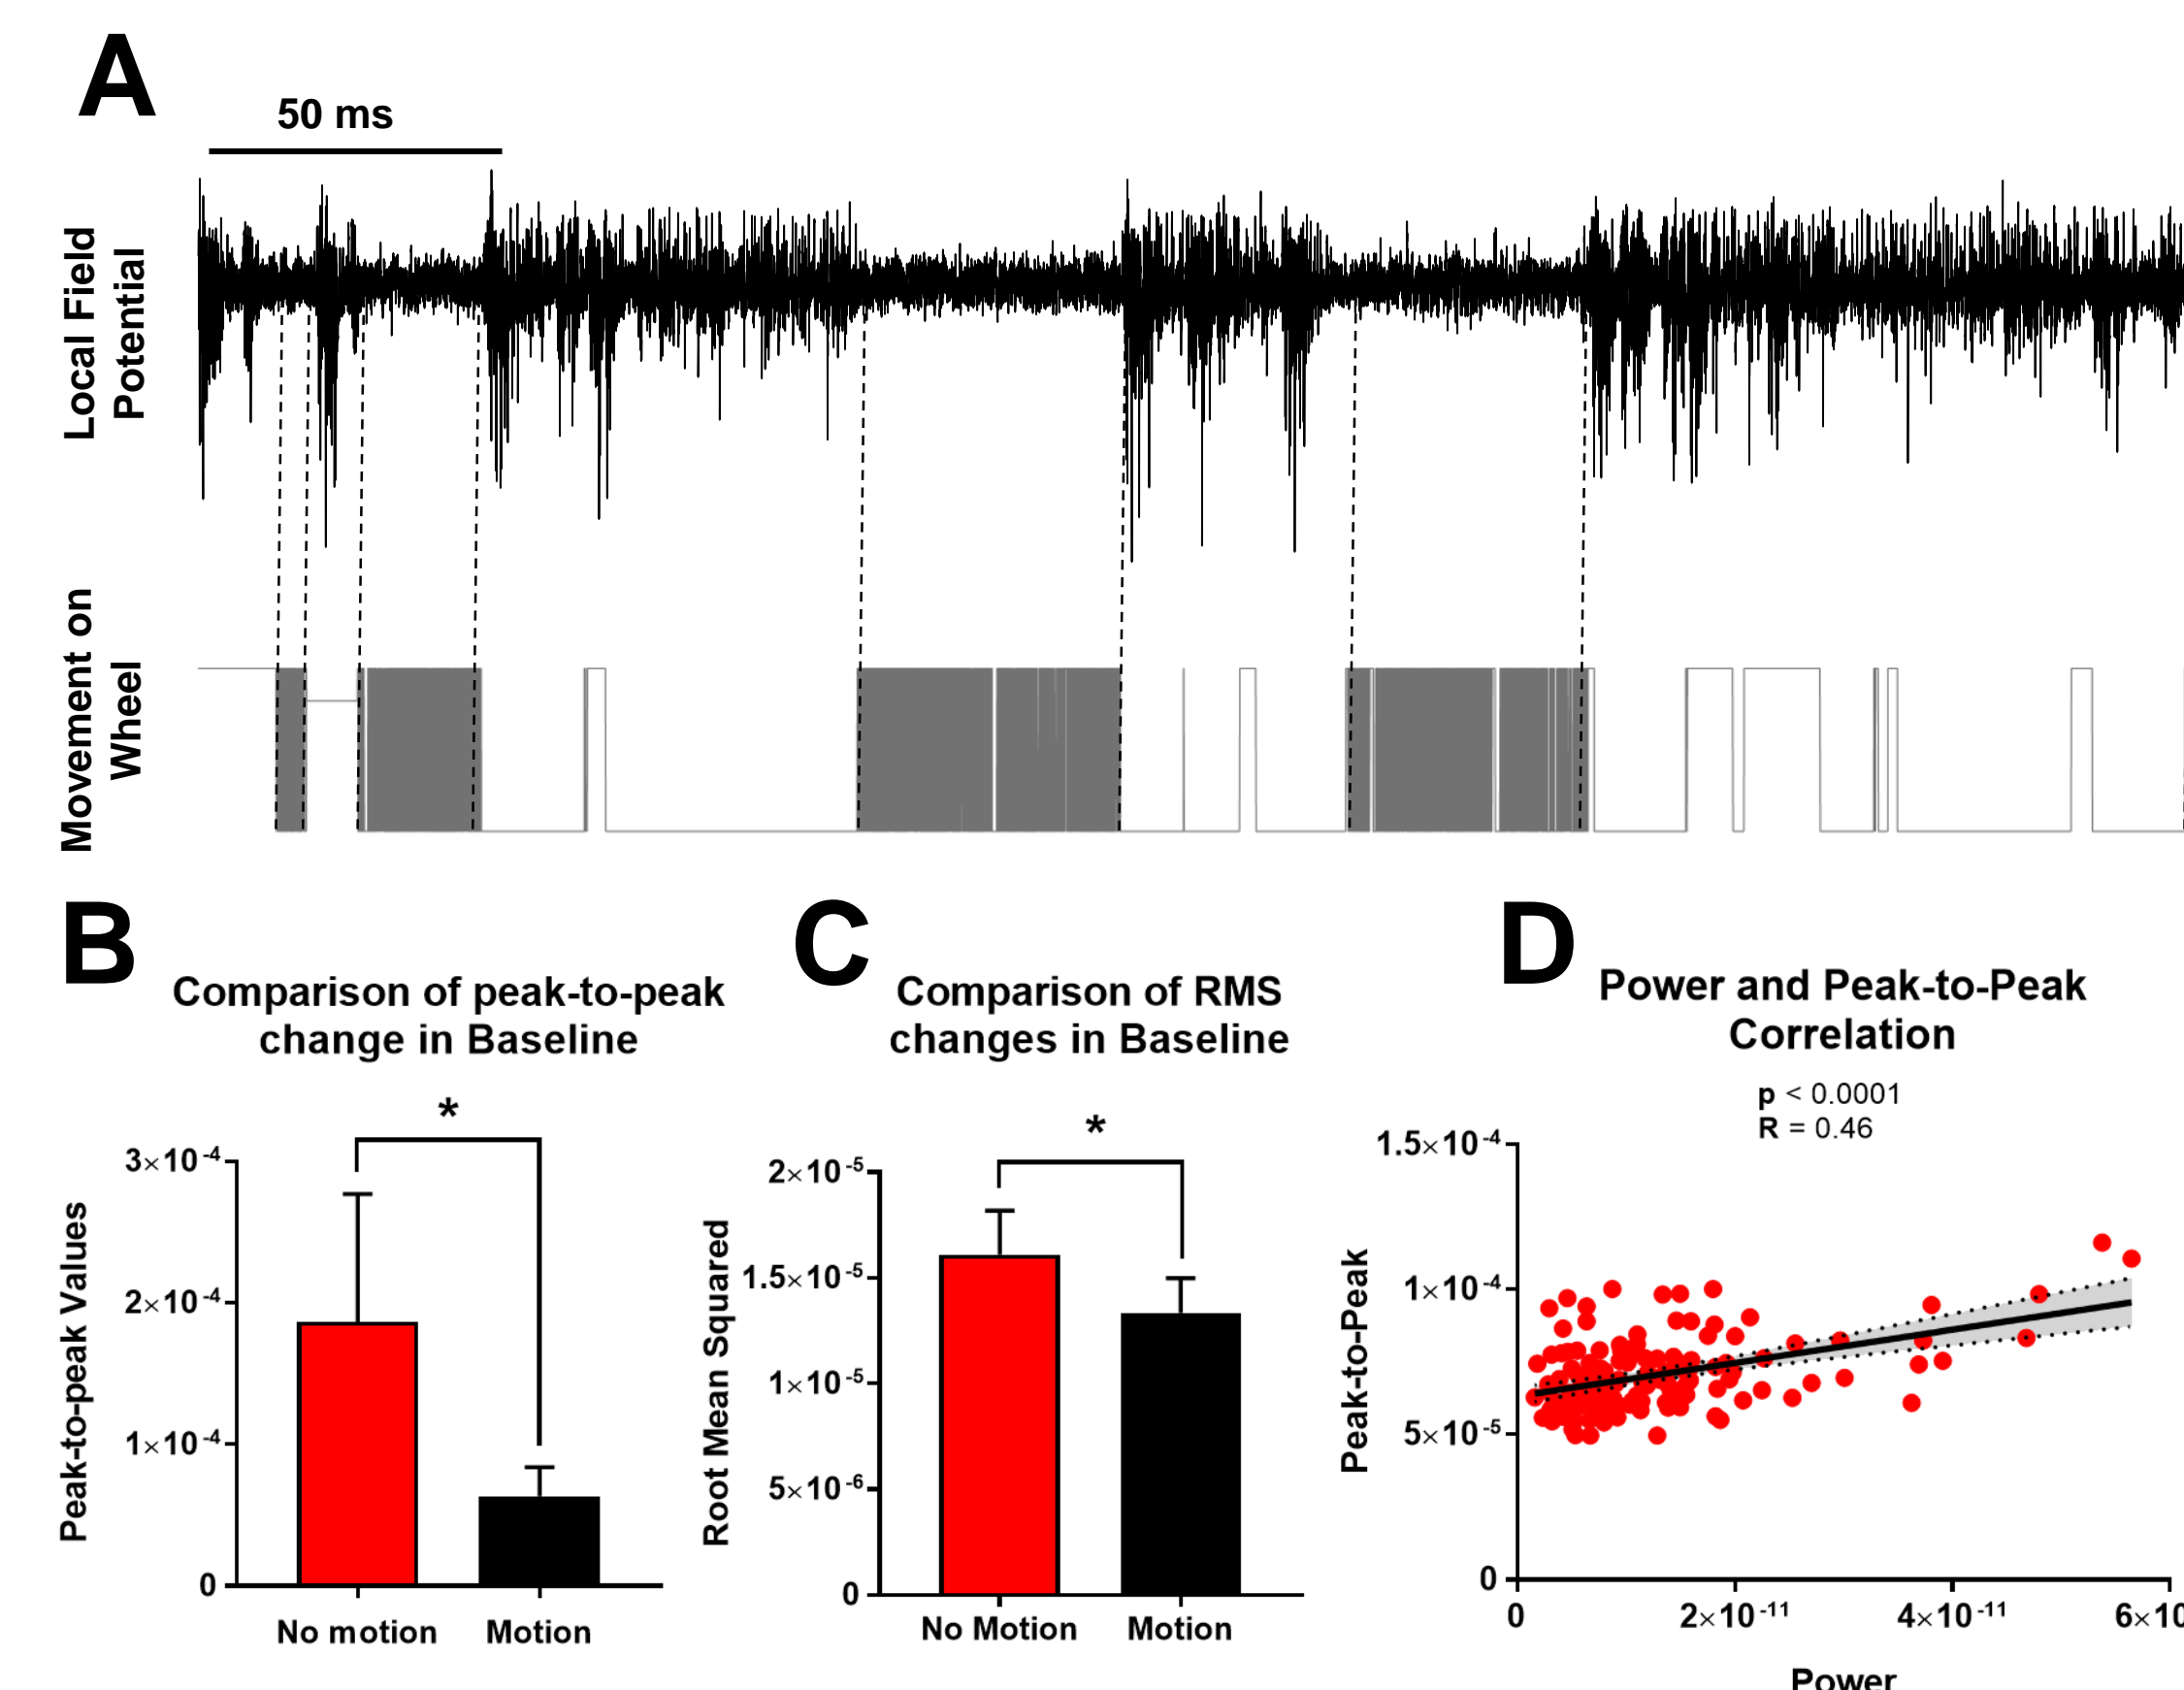 A
50 ms
Local Field
Potential
Movement on
Wheel
B
Comparison of peak-to-peak
change in Baseline
*
Peak-to-peak Values
3×10⁻⁴
2×10⁻⁴
1×10⁻⁴
0
No motion Motion
C
Comparison of RMS
changes in Baseline
*
Root Mean Squared
2×10⁻⁵
1.5×10⁻⁵
1×10⁻⁵
5×10⁻⁶
0
No Motion Motion
D
Power and Peak-to-Peak
Correlation
p < 0.0001
R = 0.46
Peak-to-Peak
1.5×10⁻⁴
1×10⁻⁴
5×10⁻⁵
0
0 2×10⁻¹¹ 4×10⁻¹¹ 6×10
Power